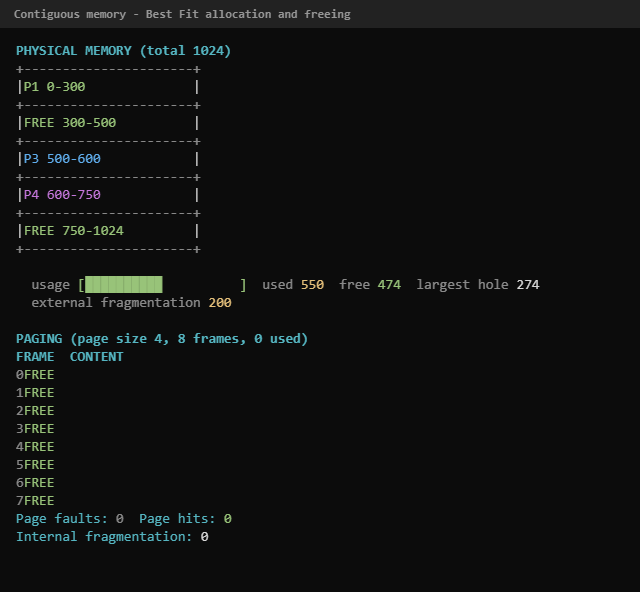 Contiguous memory - Best Fit allocation and freeing
PHYSICAL MEMORY (total 1024)
+----------------------+
|P1 0-300              |
+----------------------+
|FREE 300-500          |
+----------------------+
|P3 500-600            |
+----------------------+
|P4 600-750            |
+----------------------+
|FREE 750-1024         |
+----------------------+
usage [██████████          ]  used 550  free 474  largest hole 274
external fragmentation 200
PAGING (page size 4, 8 frames, 0 used)
FRAME  CONTENT
0FREE
1FREE
2FREE
3FREE
4FREE
5FREE
6FREE
7FREE
Page faults: 0  Page hits: 0
Internal fragmentation: 0